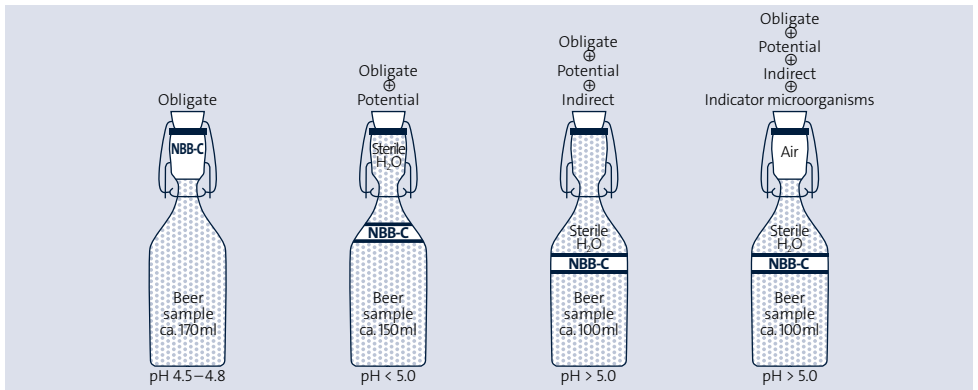 Obligate
NBB-C
Beer
sample
ca. 170 ml
pH 4.5–4.8
Obligate
⊕
Potential
Sterile
H₂O
NBB-C
Beer
sample
ca. 150 ml
pH < 5.0
Obligate
⊕
Potential
⊕
Indirect
Sterile
H₂O
NBB-C
Beer
sample
ca. 100 ml
pH > 5.0
Obligate
⊕
Potential
⊕
Indirect
⊕
Indicator microorganisms
Air
Sterile
H₂O
NBB-C
Beer
sample
ca. 100 ml
pH > 5.0